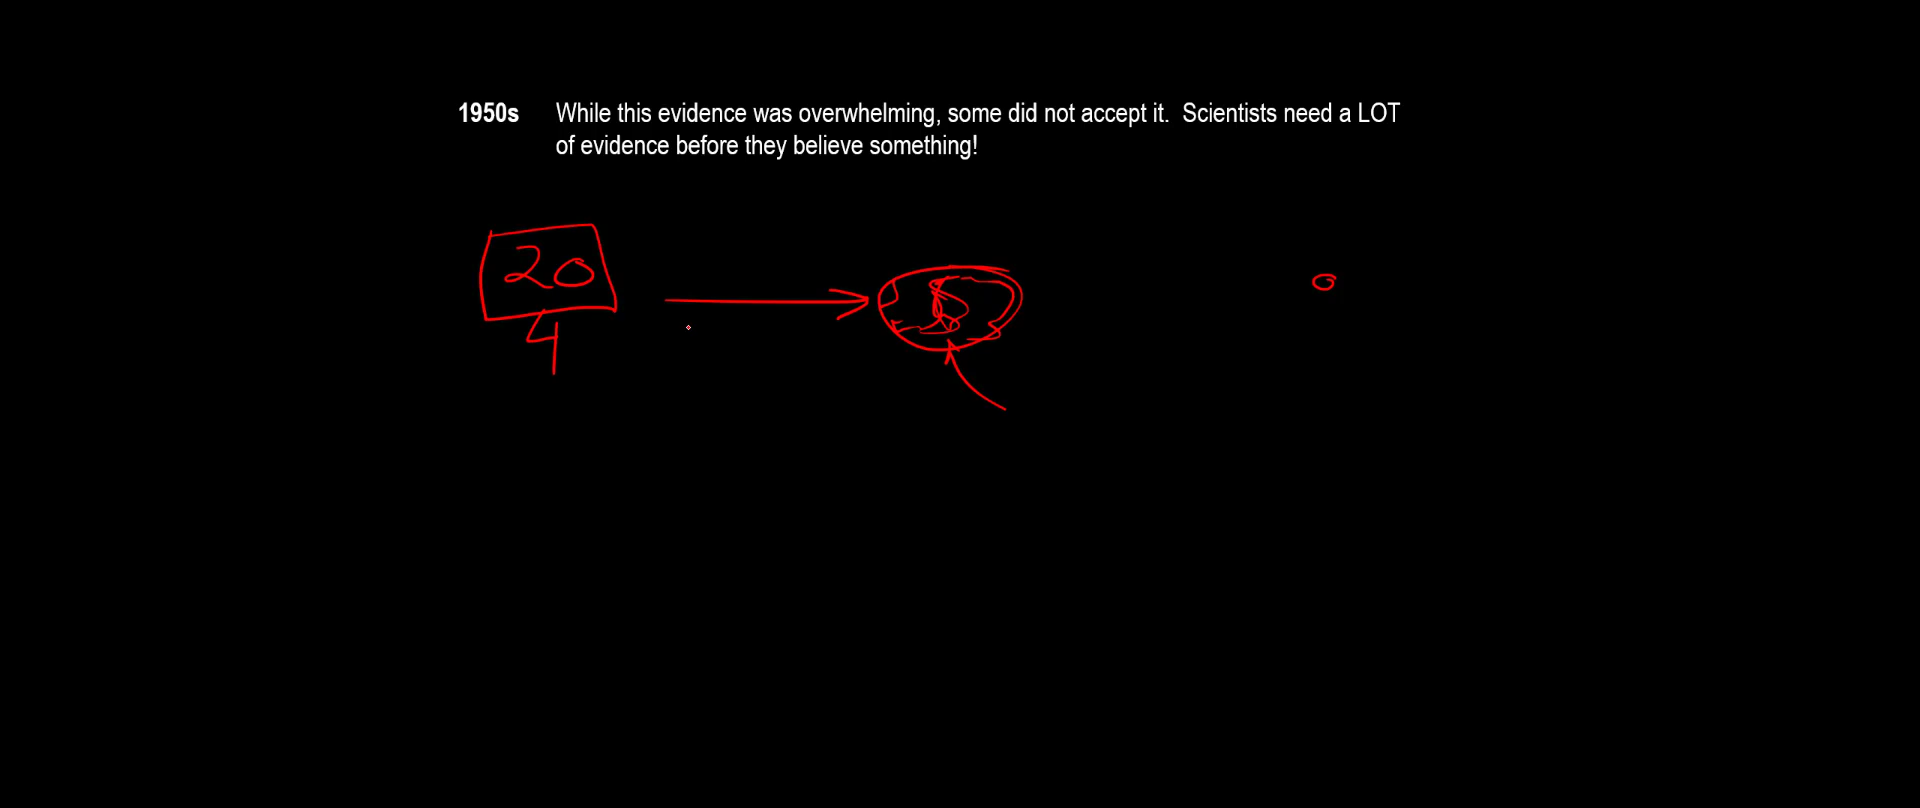 1950s While this evidence was overwhelming, some did not accept it. Scientists need a LOT
of evidence before they believe something!
20
4